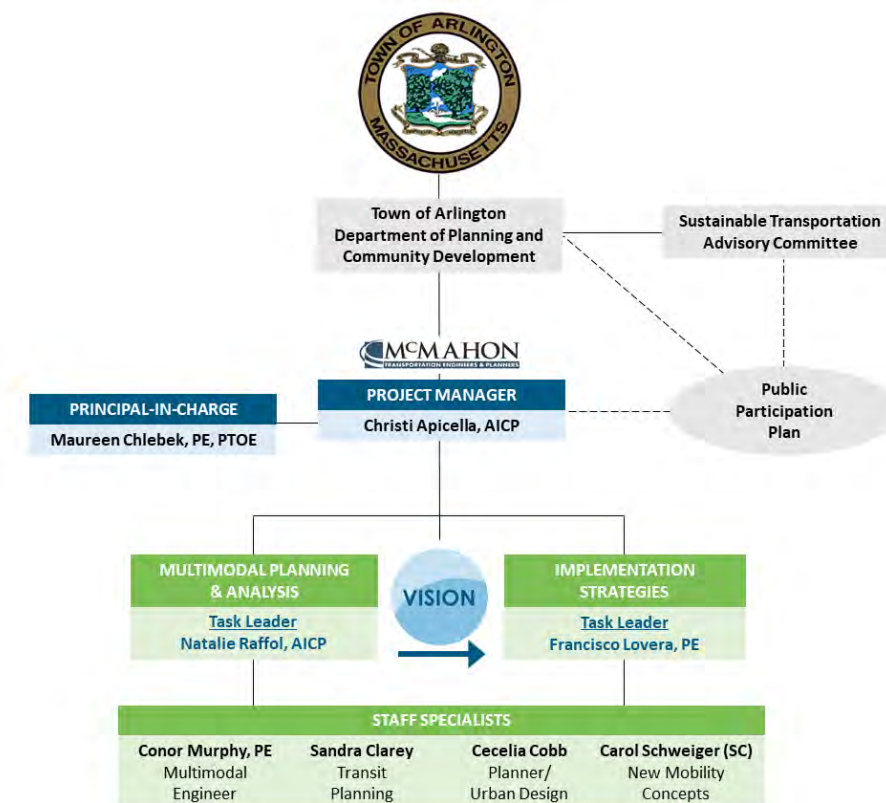 TOWN OF ARLINGTON
MASSACHUSETTS
Town of Arlington
Department of Planning and
Community Development
Sustainable Transportation
Advisory Committee
McMAHON
TRANSPORTATION ENGINEERS & PLANNERS
PROJECT MANAGER
Christi Apicella, AICP
PRINCIPAL-IN-CHARGE
Maureen Chlebek, PE, PTOE
Public
Participation
Plan
MULTIMODAL PLANNING
& ANALYSIS
Task Leader
Natalie Raffol, AICP
VISION
IMPLEMENTATION
STRATEGIES
Task Leader
Francisco Lovera, PE
STAFF SPECIALISTS
Conor Murphy, PE
Multimodal
Engineer
Sandra Clarey
Transit
Planning
Cecelia Cobb
Planner/
Urban Design
Carol Schweiger (SC)
New Mobility
Concepts